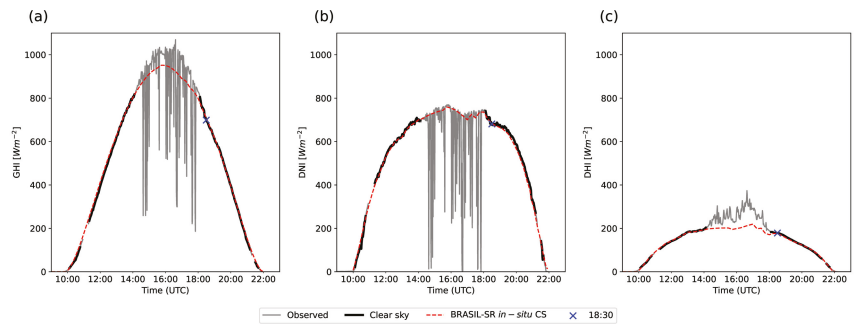 (a)
GHI [Wm⁻²]
1000
800
600
400
200
0
10:00 12:00 14:00 16:00 18:00 20:00 22:00
Time (UTC)
(b)
DNI [Wm⁻²]
1000
800
600
400
200
0
10:00 12:00 14:00 16:00 18:00 20:00 22:00
Time (UTC)
(c)
DHI [Wm⁻²]
1000
800
600
400
200
0
10:00 12:00 14:00 16:00 18:00 20:00 22:00
Time (UTC)
Observed Clear sky BRASIL-SR in − situ CS 18:30